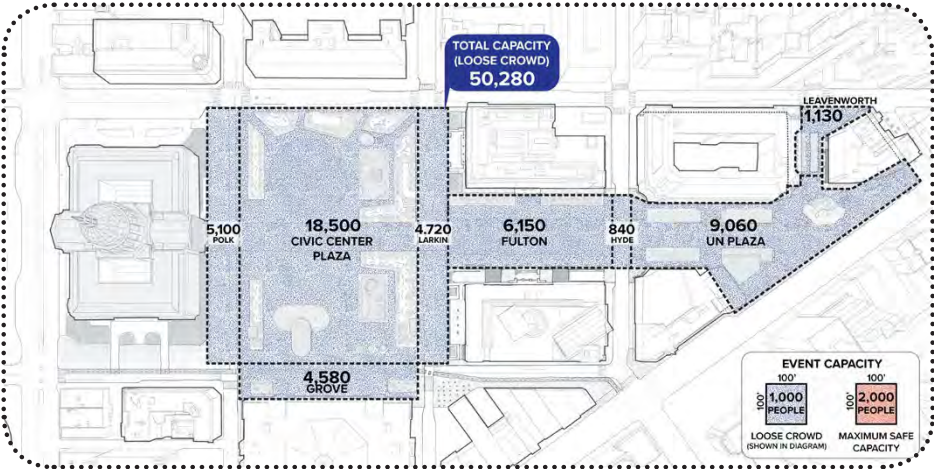 TOTAL CAPACITY
(LOOSE CROWD)
50,280
LEAVENWORTH
1,130
5,100
POLK
18,500
CIVIC CENTER
PLAZA
4.720
LARKIN
6,150
FULTON
840
HYDE
9,060
UN PLAZA
4,580
GROVE
EVENT CAPACITY
100'
100'
1,000
PEOPLE
LOOSE CROWD
(SHOWN IN DIAGRAM)
100'
100'
2,000
PEOPLE
MAXIMUM SAFE
CAPACITY